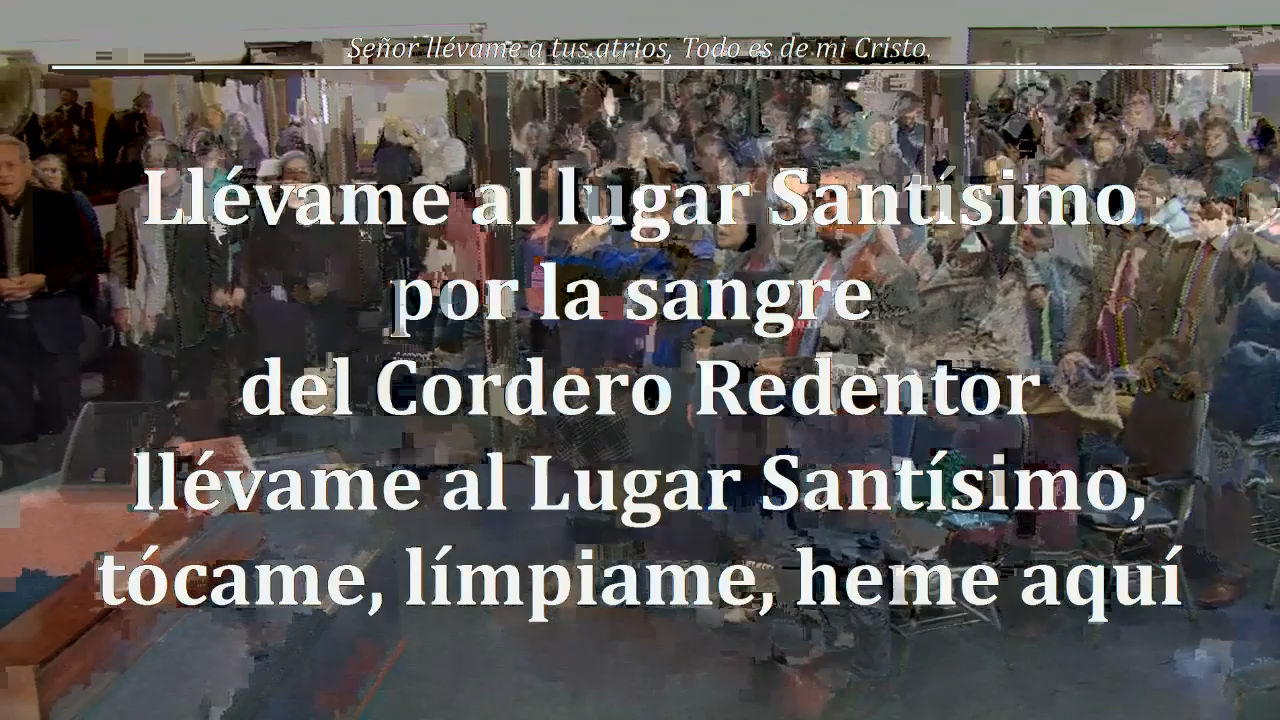 Señor llévame a tus atrios, Todo es de mi Cristo.
Llévame al lugar Santísimo
por la sangre
del Cordero Redentor
llévame al Lugar Santísimo,
tócame, límpiame, heme aquí